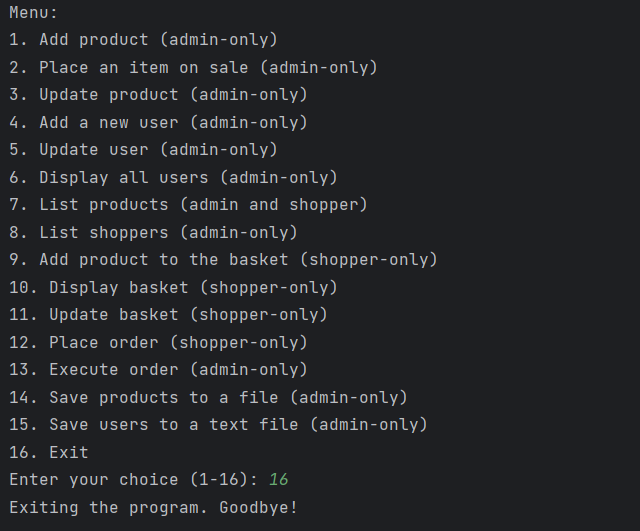 Menu:
1. Add product (admin-only)
2. Place an item on sale (admin-only)
3. Update product (admin-only)
4. Add a new user (admin-only)
5. Update user (admin-only)
6. Display all users (admin-only)
7. List products (admin and shopper)
8. List shoppers (admin-only)
9. Add product to the basket (shopper-only)
10. Display basket (shopper-only)
11. Update basket (shopper-only)
12. Place order (shopper-only)
13. Execute order (admin-only)
14. Save products to a file (admin-only)
15. Save users to a text file (admin-only)
16. Exit
Enter your choice (1-16): 16
Exiting the program. Goodbye!